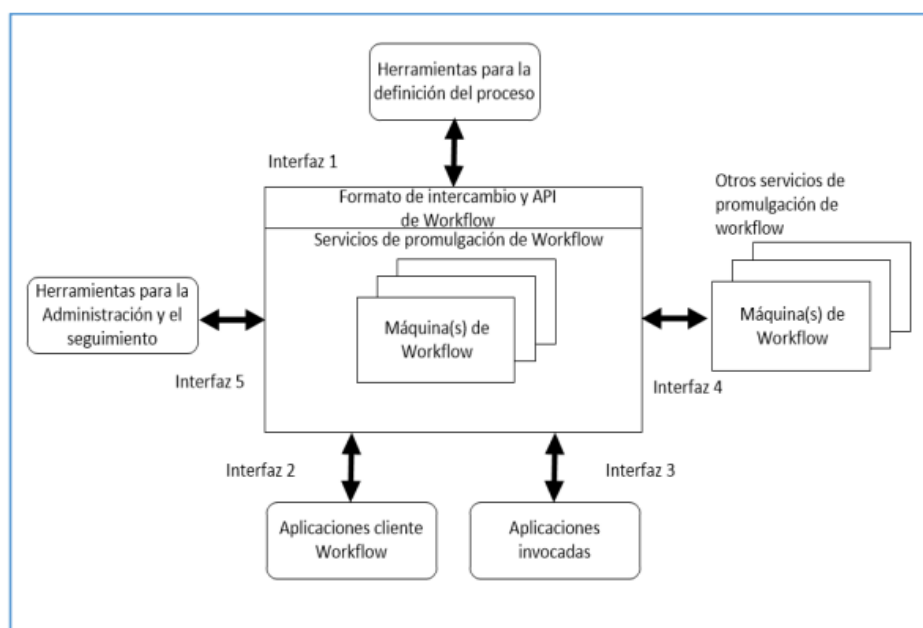 Herramientas para la
definición del proceso
Interfaz 1
Formato de intercambio y API
de Workflow
Servicios de promulgación de Workflow
Máquina(s) de
Workflow
Otros servicios de
promulgación de
workflow
Máquina(s) de
Workflow
Herramientas para la
Administración y el
seguimiento
Interfaz 5
Interfaz 4
Interfaz 2
Interfaz 3
Aplicaciones cliente
Workflow
Aplicaciones
invocadas